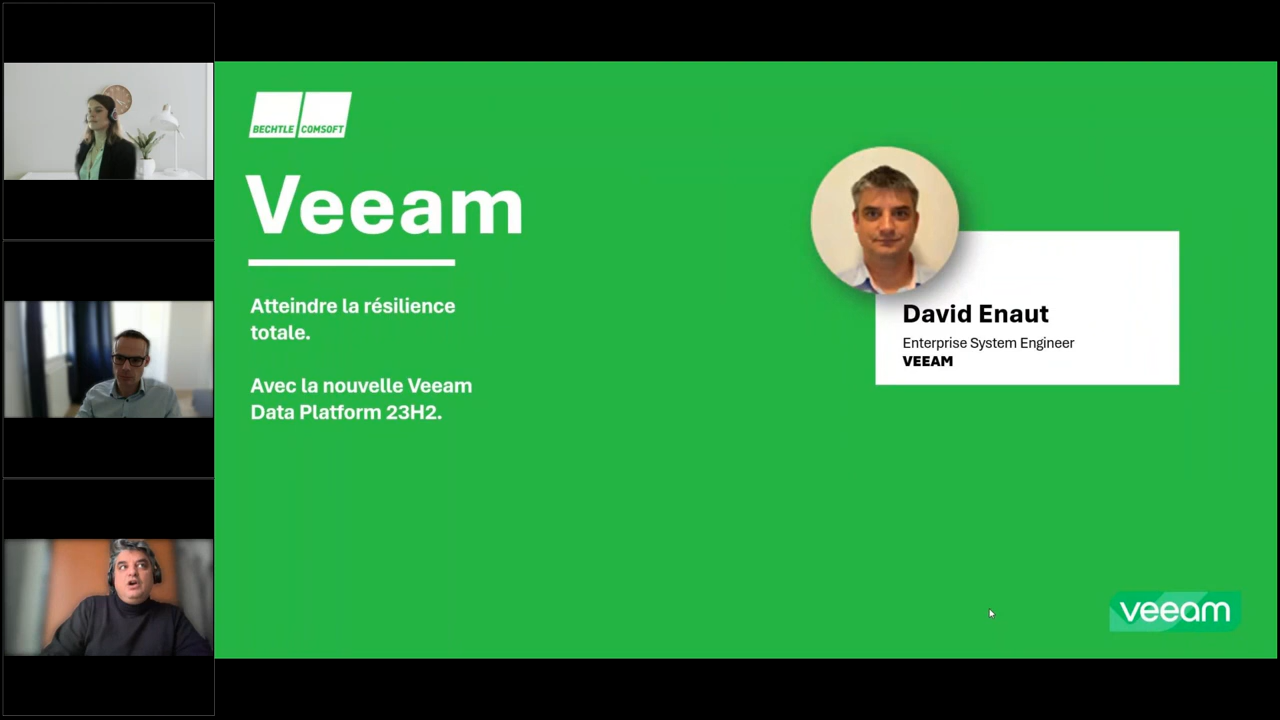 BECHTLE COMSOFT
Veeam
Atteindre la résilience
totale.
Avec la nouvelle Veeam
Data Platform 23H2.
David Enaut
Enterprise System Engineer
VEEAM
veeam